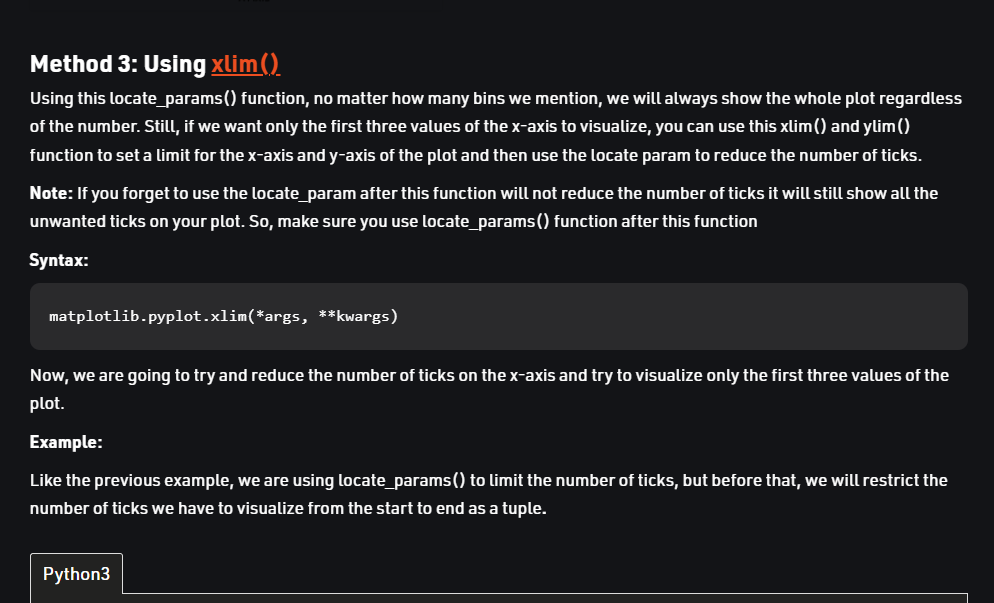 Method 3: Using xlim()
Using this locate_params() function, no matter how many bins we mention, we will always show the whole plot regardless
of the number. Still, if we want only the first three values of the x-axis to visualize, you can use this xlim() and ylim()
function to set a limit for the x-axis and y-axis of the plot and then use the locate param to reduce the number of ticks.
Note: If you forget to use the locate_param after this function will not reduce the number of ticks it will still show all the
unwanted ticks on your plot. So, make sure you use locate_params() function after this function
Syntax:
matplotlib.pyplot.xlim(*args, **kwargs)
Now, we are going to try and reduce the number of ticks on the x-axis and try to visualize only the first three values of the
plot.
Example:
Like the previous example, we are using locate_params() to limit the number of ticks, but before that, we will restrict the
number of ticks we have to visualize from the start to end as a tuple.
Python3